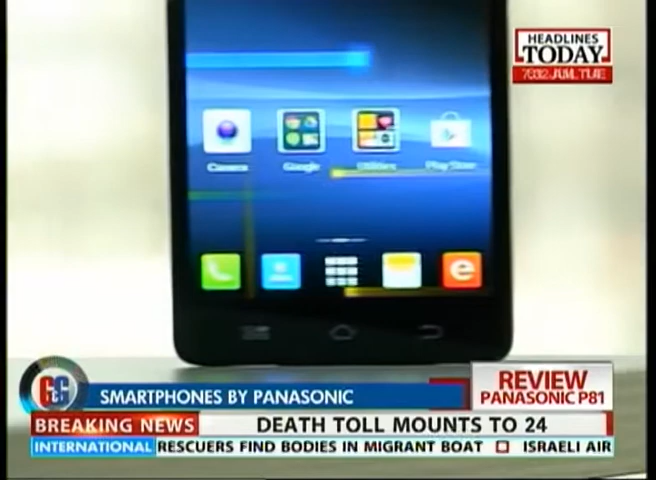 HEADLINES
TODAY
Camera
Google
Utilities
Play Store
e
G&G
SMARTPHONES BY PANASONIC
REVIEW
PANASONIC P81
BREAKING NEWS
DEATH TOLL MOUNTS TO 24
INTERNATIONAL
RESCUERS FIND BODIES IN MIGRANT BOAT
ISRAELI AIR